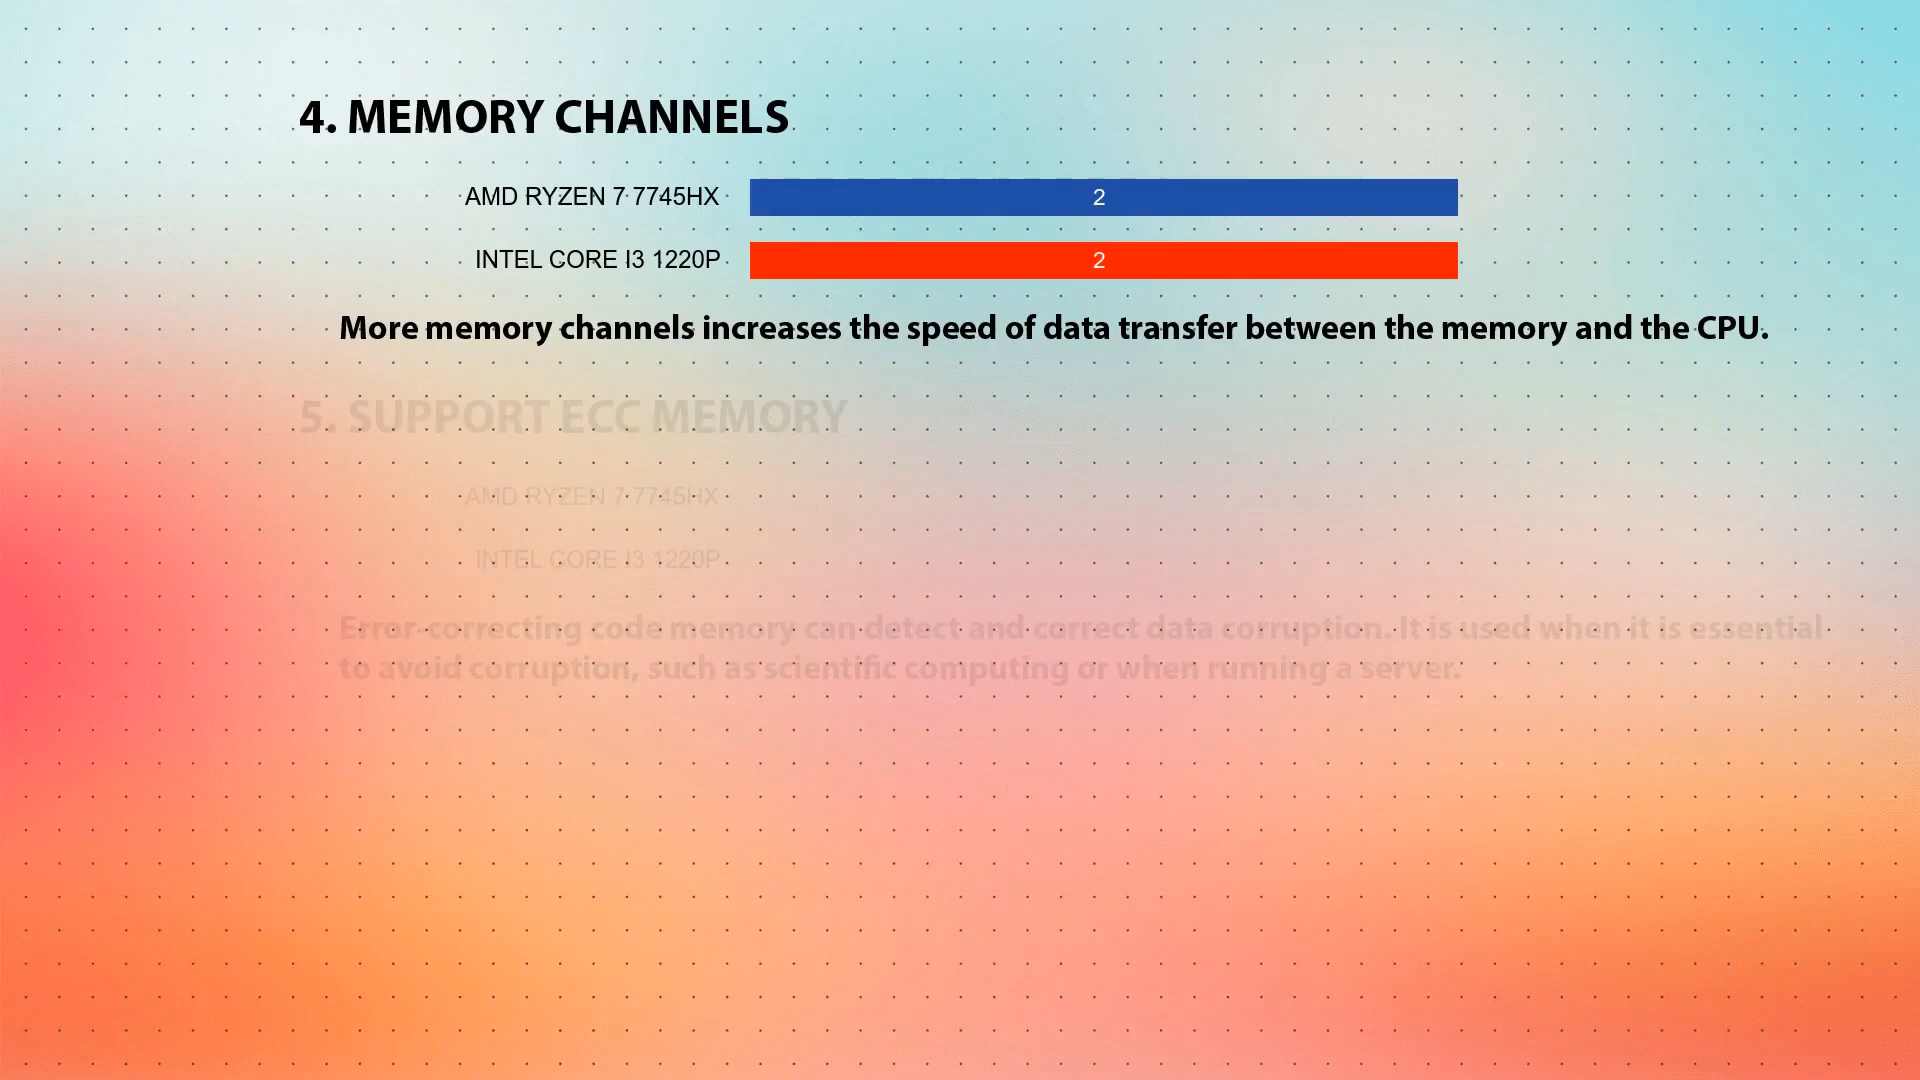 4. MEMORY CHANNELS
AMD RYZEN 7 7745HX
2
INTEL CORE I3 1220P
2
More memory channels increases the speed of data transfer between the memory and the CPU.
5. SUPPORT ECC MEMORY
AMD RYZEN 7 7745HX
INTEL CORE I3 1220P
Error-correcting code memory can detect and correct data corruption. It is used when it is essential
to avoid corruption, such as scientific computing or when running a server.